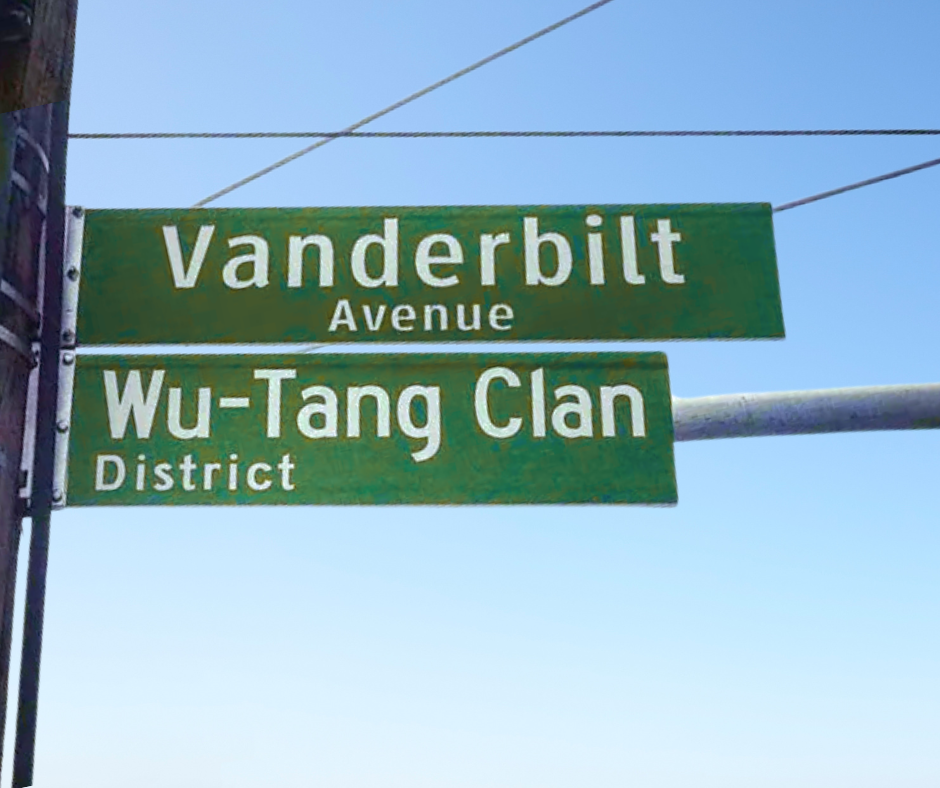 Vanderbilt
Avenue
Wu-Tang Clan
District